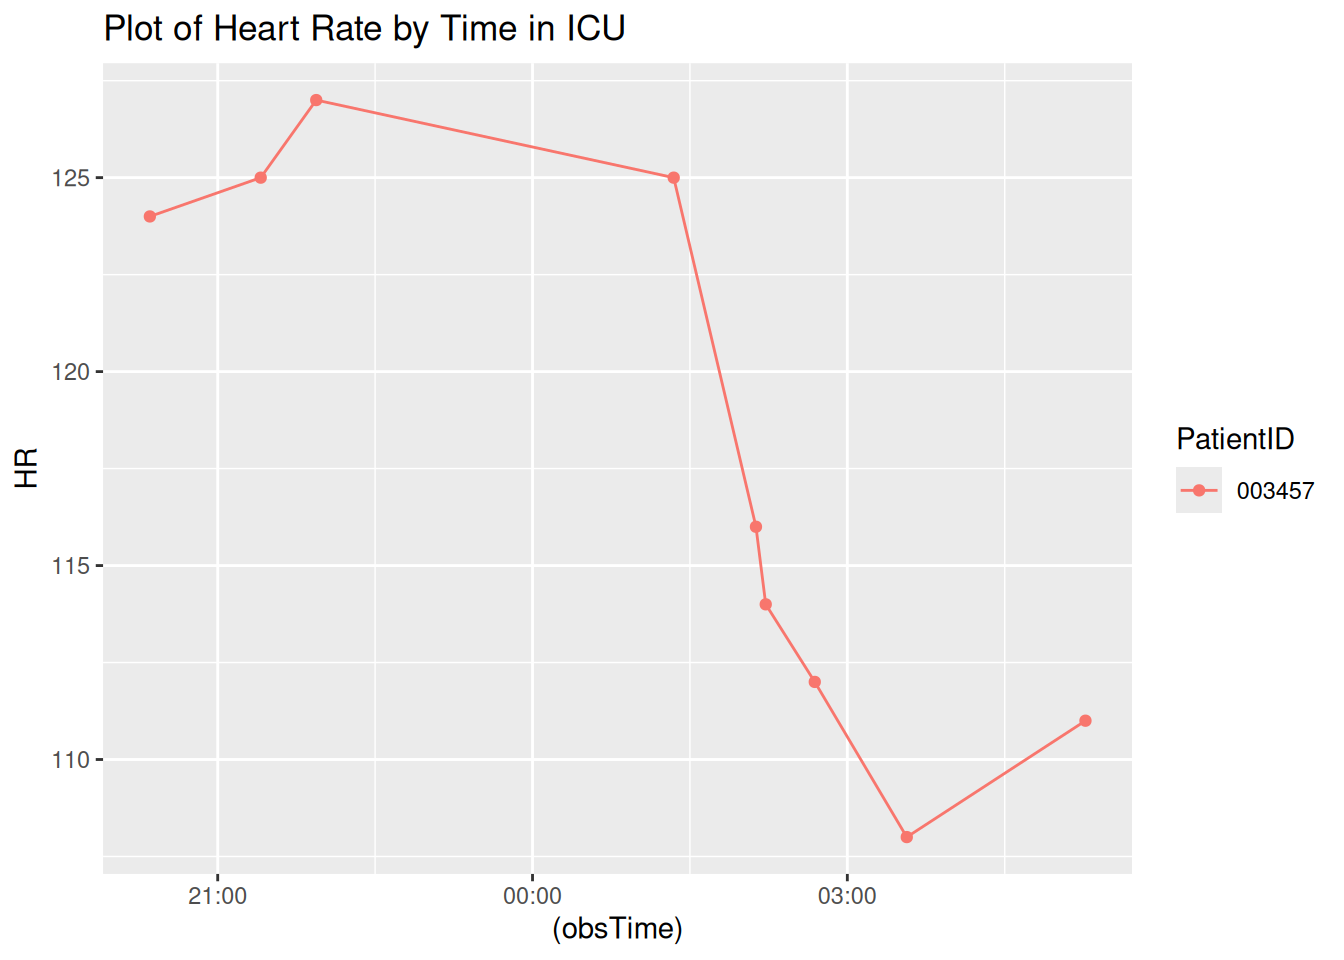 Plot of Heart Rate by Time in ICU
125
120
115
110
HR
21:00 00:00 03:00
(obsTime)
PatientID
003457